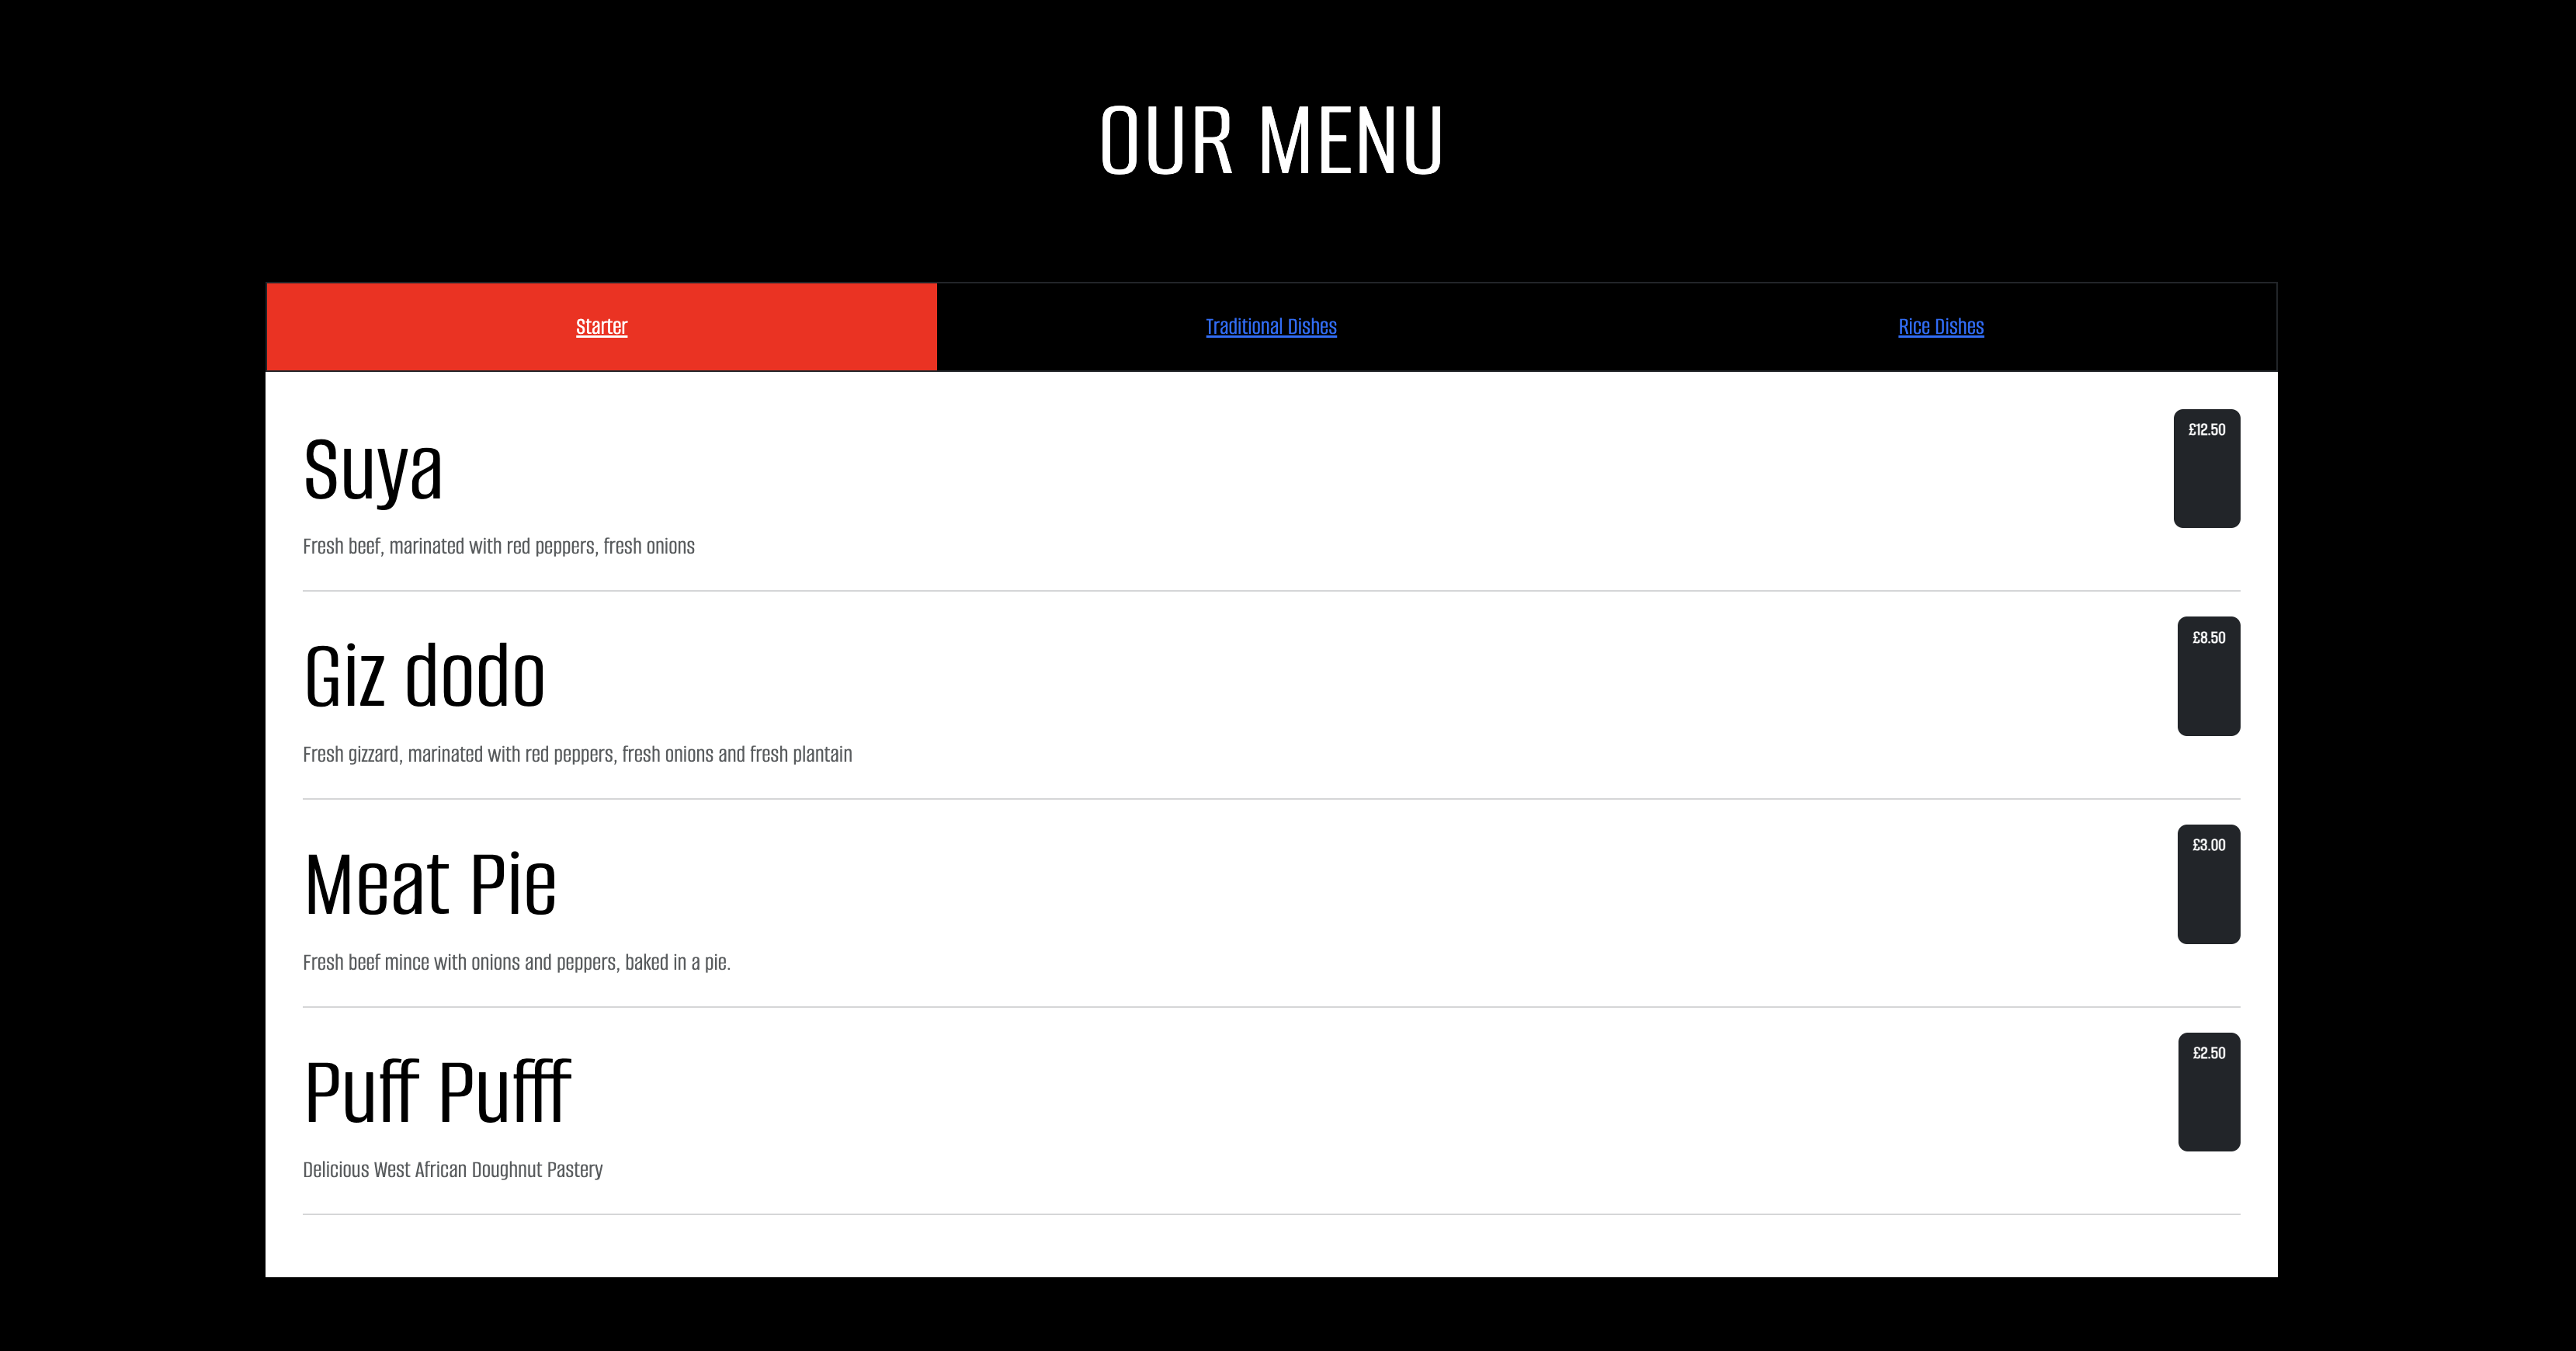 OUR MENU
Starter Traditional Dishes Rice Dishes
Suya £12.50
Fresh beef, marinated with red peppers, fresh onions
Giz dodo £8.50
Fresh gizzard, marinated with red peppers, fresh onions and fresh plantain
Meat Pie £3.00
Fresh beef mince with onions and peppers, baked in a pie.
Puff Pufff £2.50
Delicious West African Doughnut Pastery